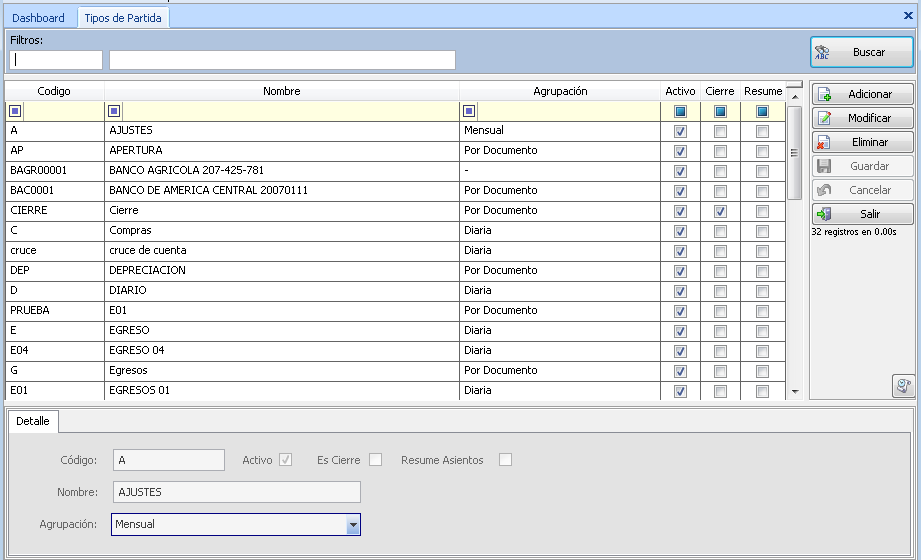 Dashboard Tipos de Partida
Filtros:
Buscar
Codigo Nombre Agrupación Activo Cierre Resume
A AJUSTES Mensual
AP APERTURA Por Documento
BAGR00001 BANCO AGRICOLA 207-425-781 -
BAC0001 BANCO DE AMERICA CENTRAL 20070111 Por Documento
CIERRE Cierre Por Documento
C Compras Diaria
cruce cruce de cuenta Diaria
DEP DEPRECIACION Por Documento
D DIARIO Diaria
PRUEBA E01 Por Documento
E EGRESO Diaria
E04 EGRESO 04 Diaria
G Egresos Por Documento
E01 EGRESOS 01 Diaria
Adicionar
Modificar
Eliminar
Guardar
Cancelar
Salir
32 registros en 0.00s
Detalle
Código: A Activo Es Cierre Resume Asientos
Nombre: AJUSTES
Agrupación: Mensual